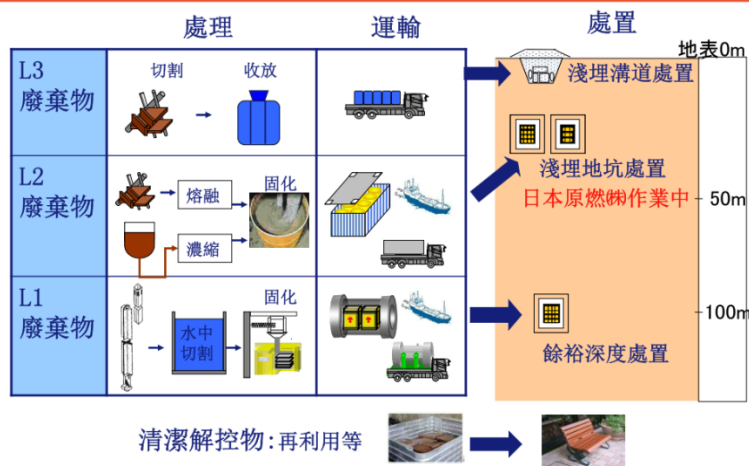 處理
運輸
處置
地表0m
L3
廢棄物
切割
收放
淺埋溝道處置
L2
廢棄物
熔融
固化
濃縮
淺埋地坑處置
日本原燃㈱作業中
50m
L1
廢棄物
水中
切割
固化
100m
餘裕深度處置
清潔解控物:再利用等